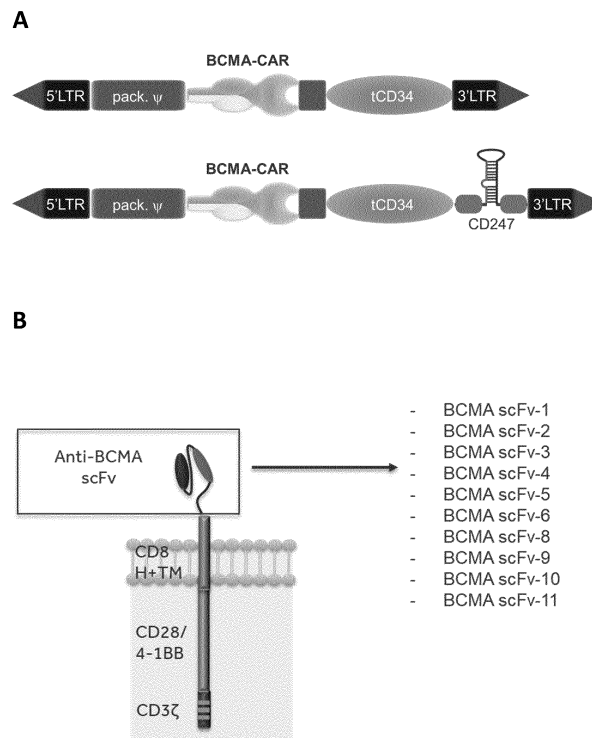 A
BCMA-CAR
5'LTR
pack. ψ
tCD34
3'LTR
BCMA-CAR
5'LTR
pack. ψ
tCD34
CD247
3'LTR
B
Anti-BCMA
scFv
CD8
H+TM
CD28/
4-1BB
CD3ζ
- BCMA scFv-1
- BCMA scFv-2
- BCMA scFv-3
- BCMA scFv-4
- BCMA scFv-5
- BCMA scFv-6
- BCMA scFv-8
- BCMA scFv-9
- BCMA scFv-10
- BCMA scFv-11